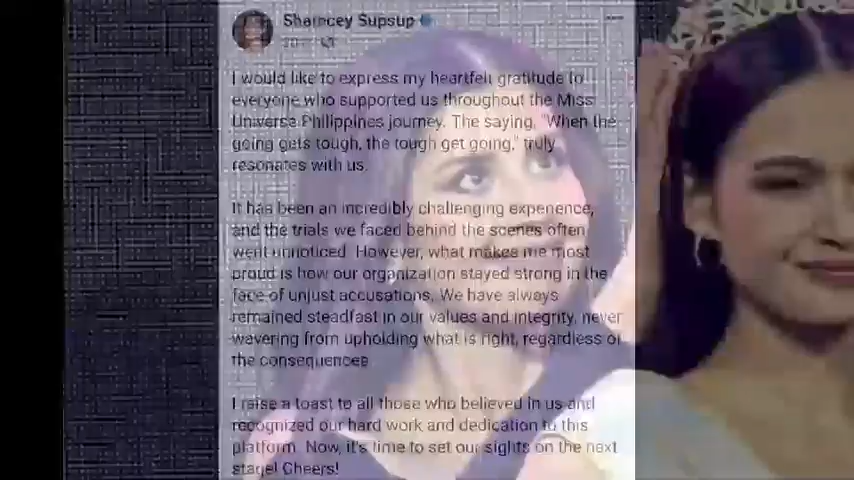 Shamcey Supsup
I would like to express my heartfelt gratitude to
everyone who supported us throughout the Miss
Universe Philippines journey. The saying, "When the
going gets tough, the tough get going," truly
resonates with us.
It has been an incredibly challenging experience,
and the trials we faced behind the scenes often
went unnoticed. However, what makes me most
proud is how our organization stayed strong in the
face of unjust accusations. We have always
remained steadfast in our values and integrity, never
wavering from upholding what is right, regardless of
the consequences
I raise a toast to all those who believed in us and
recognized our hard work and dedication to this
platform. Now, it's time to set our sights on the next
stage! Cheers!